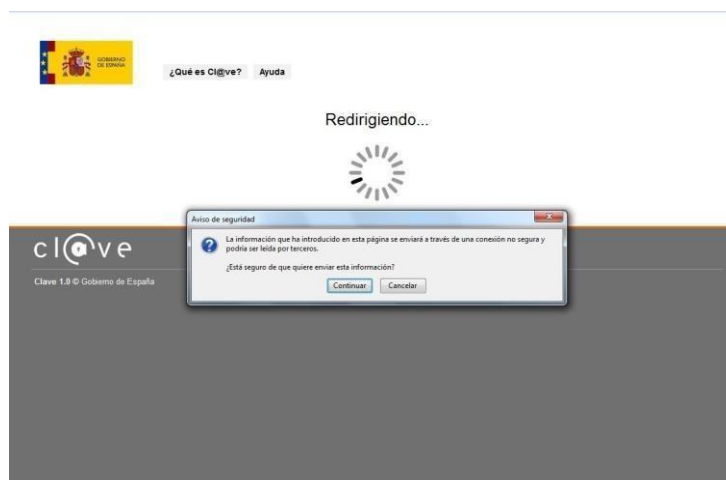 GOBIERNO
DE ESPAÑA
¿Qué es Cl@ve? Ayuda
Redirigiendo...
Aviso de seguridad
La información que ha introducido en esta página se enviará a través de una conexión no segura y
podría ser leída por terceros.
¿Está seguro de que quiere enviar esta información?
Continuar Cancelar
cl@ve
Clave 1.0 © Gobierno de España